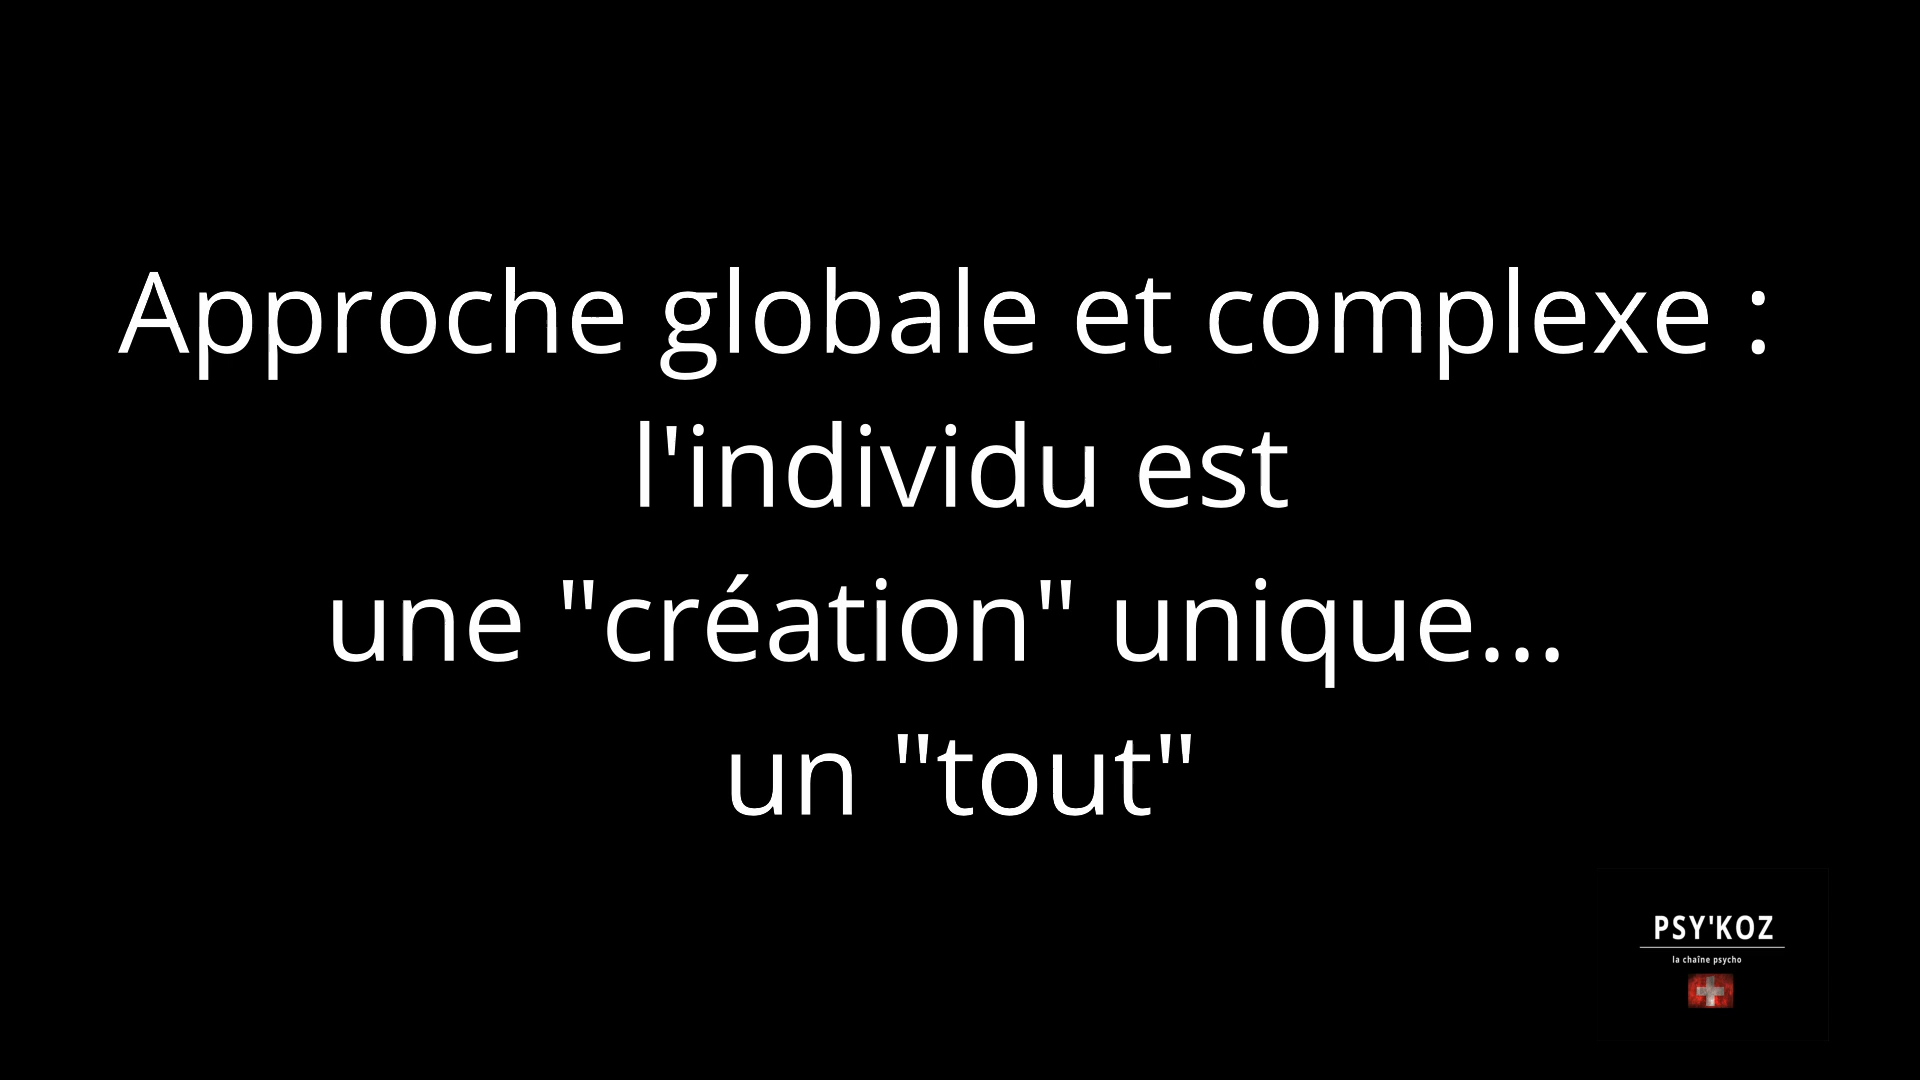 Approche globale et complexe :
l'individu est
une "création" unique...
un "tout"
PSY'KOZ
la chaîne psycho